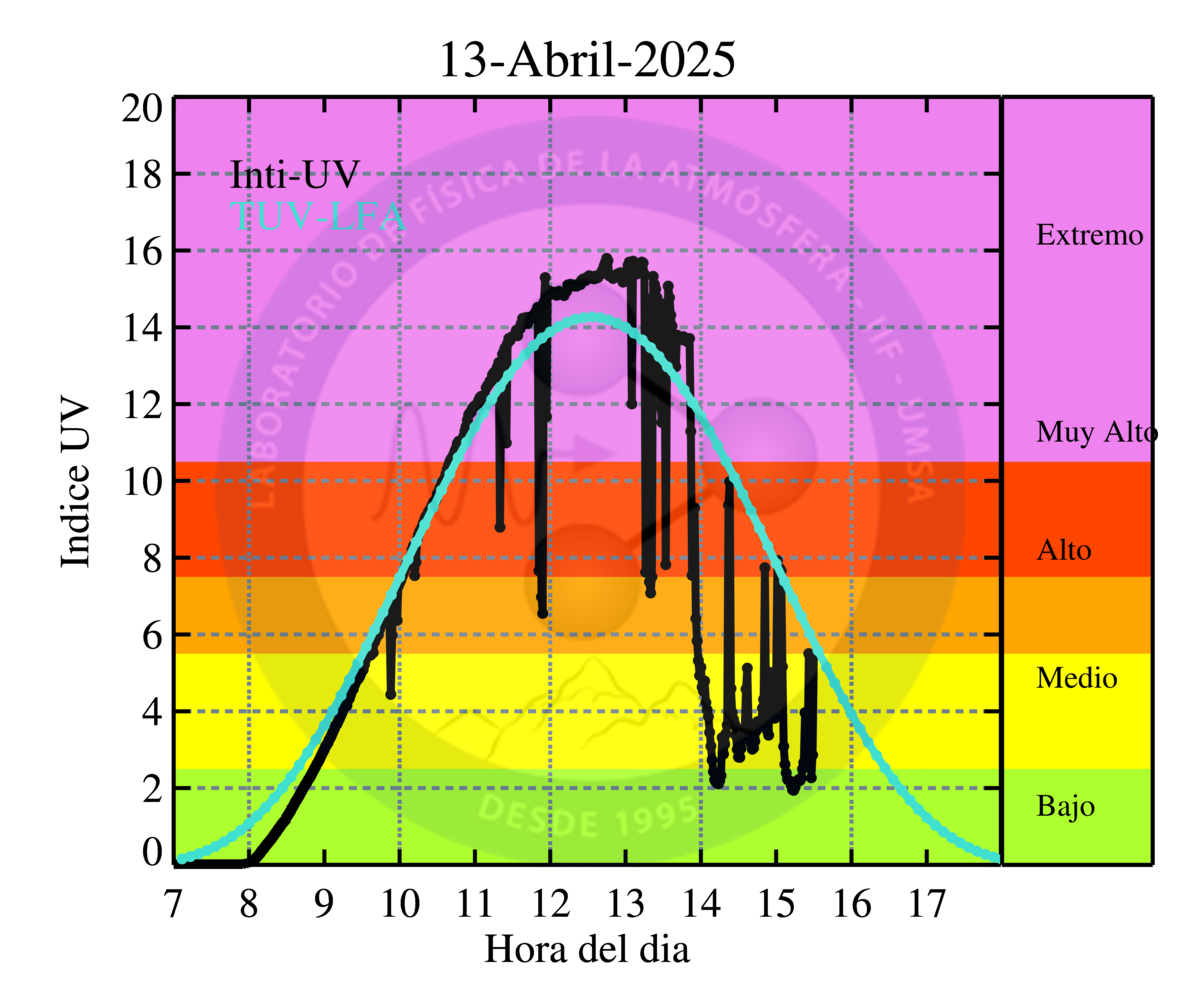 13-Abril-2025
20
18
16
14
12
10
8
6
4
2
0
Indice UV
Inti-UV
TUV-LFA
LABORATORIO DE FÍSICA DE LA ATMÓSFERA - IIF - UMSA
DESDE 1995
Extremo
Muy Alto
Alto
Medio
Bajo
7 8 9 10 11 12 13 14 15 16 17
Hora del dia